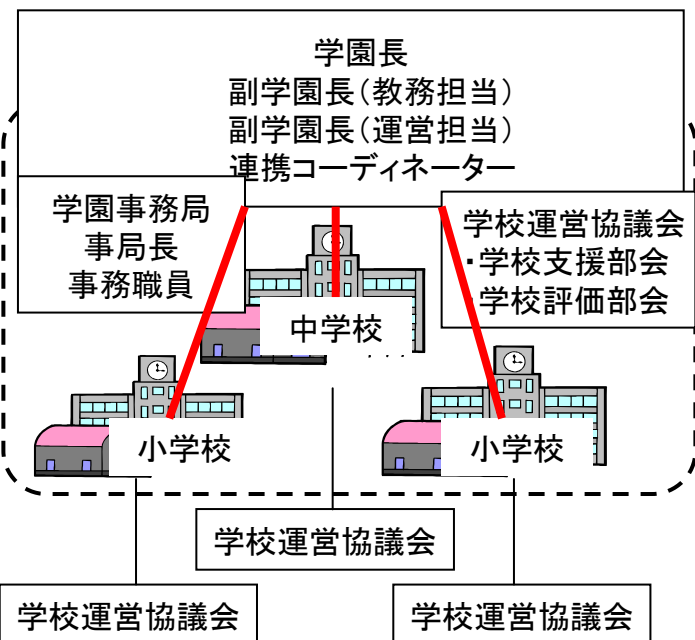 学園長
副学園長(教務担当)
副学園長(運営担当)
連携コーディネーター
学園事務局
事局長
事務職員
学校運営協議会
・学校支援部会
・学校評価部会
中学校
小学校
小学校
学校運営協議会
学校運営協議会
学校運営協議会